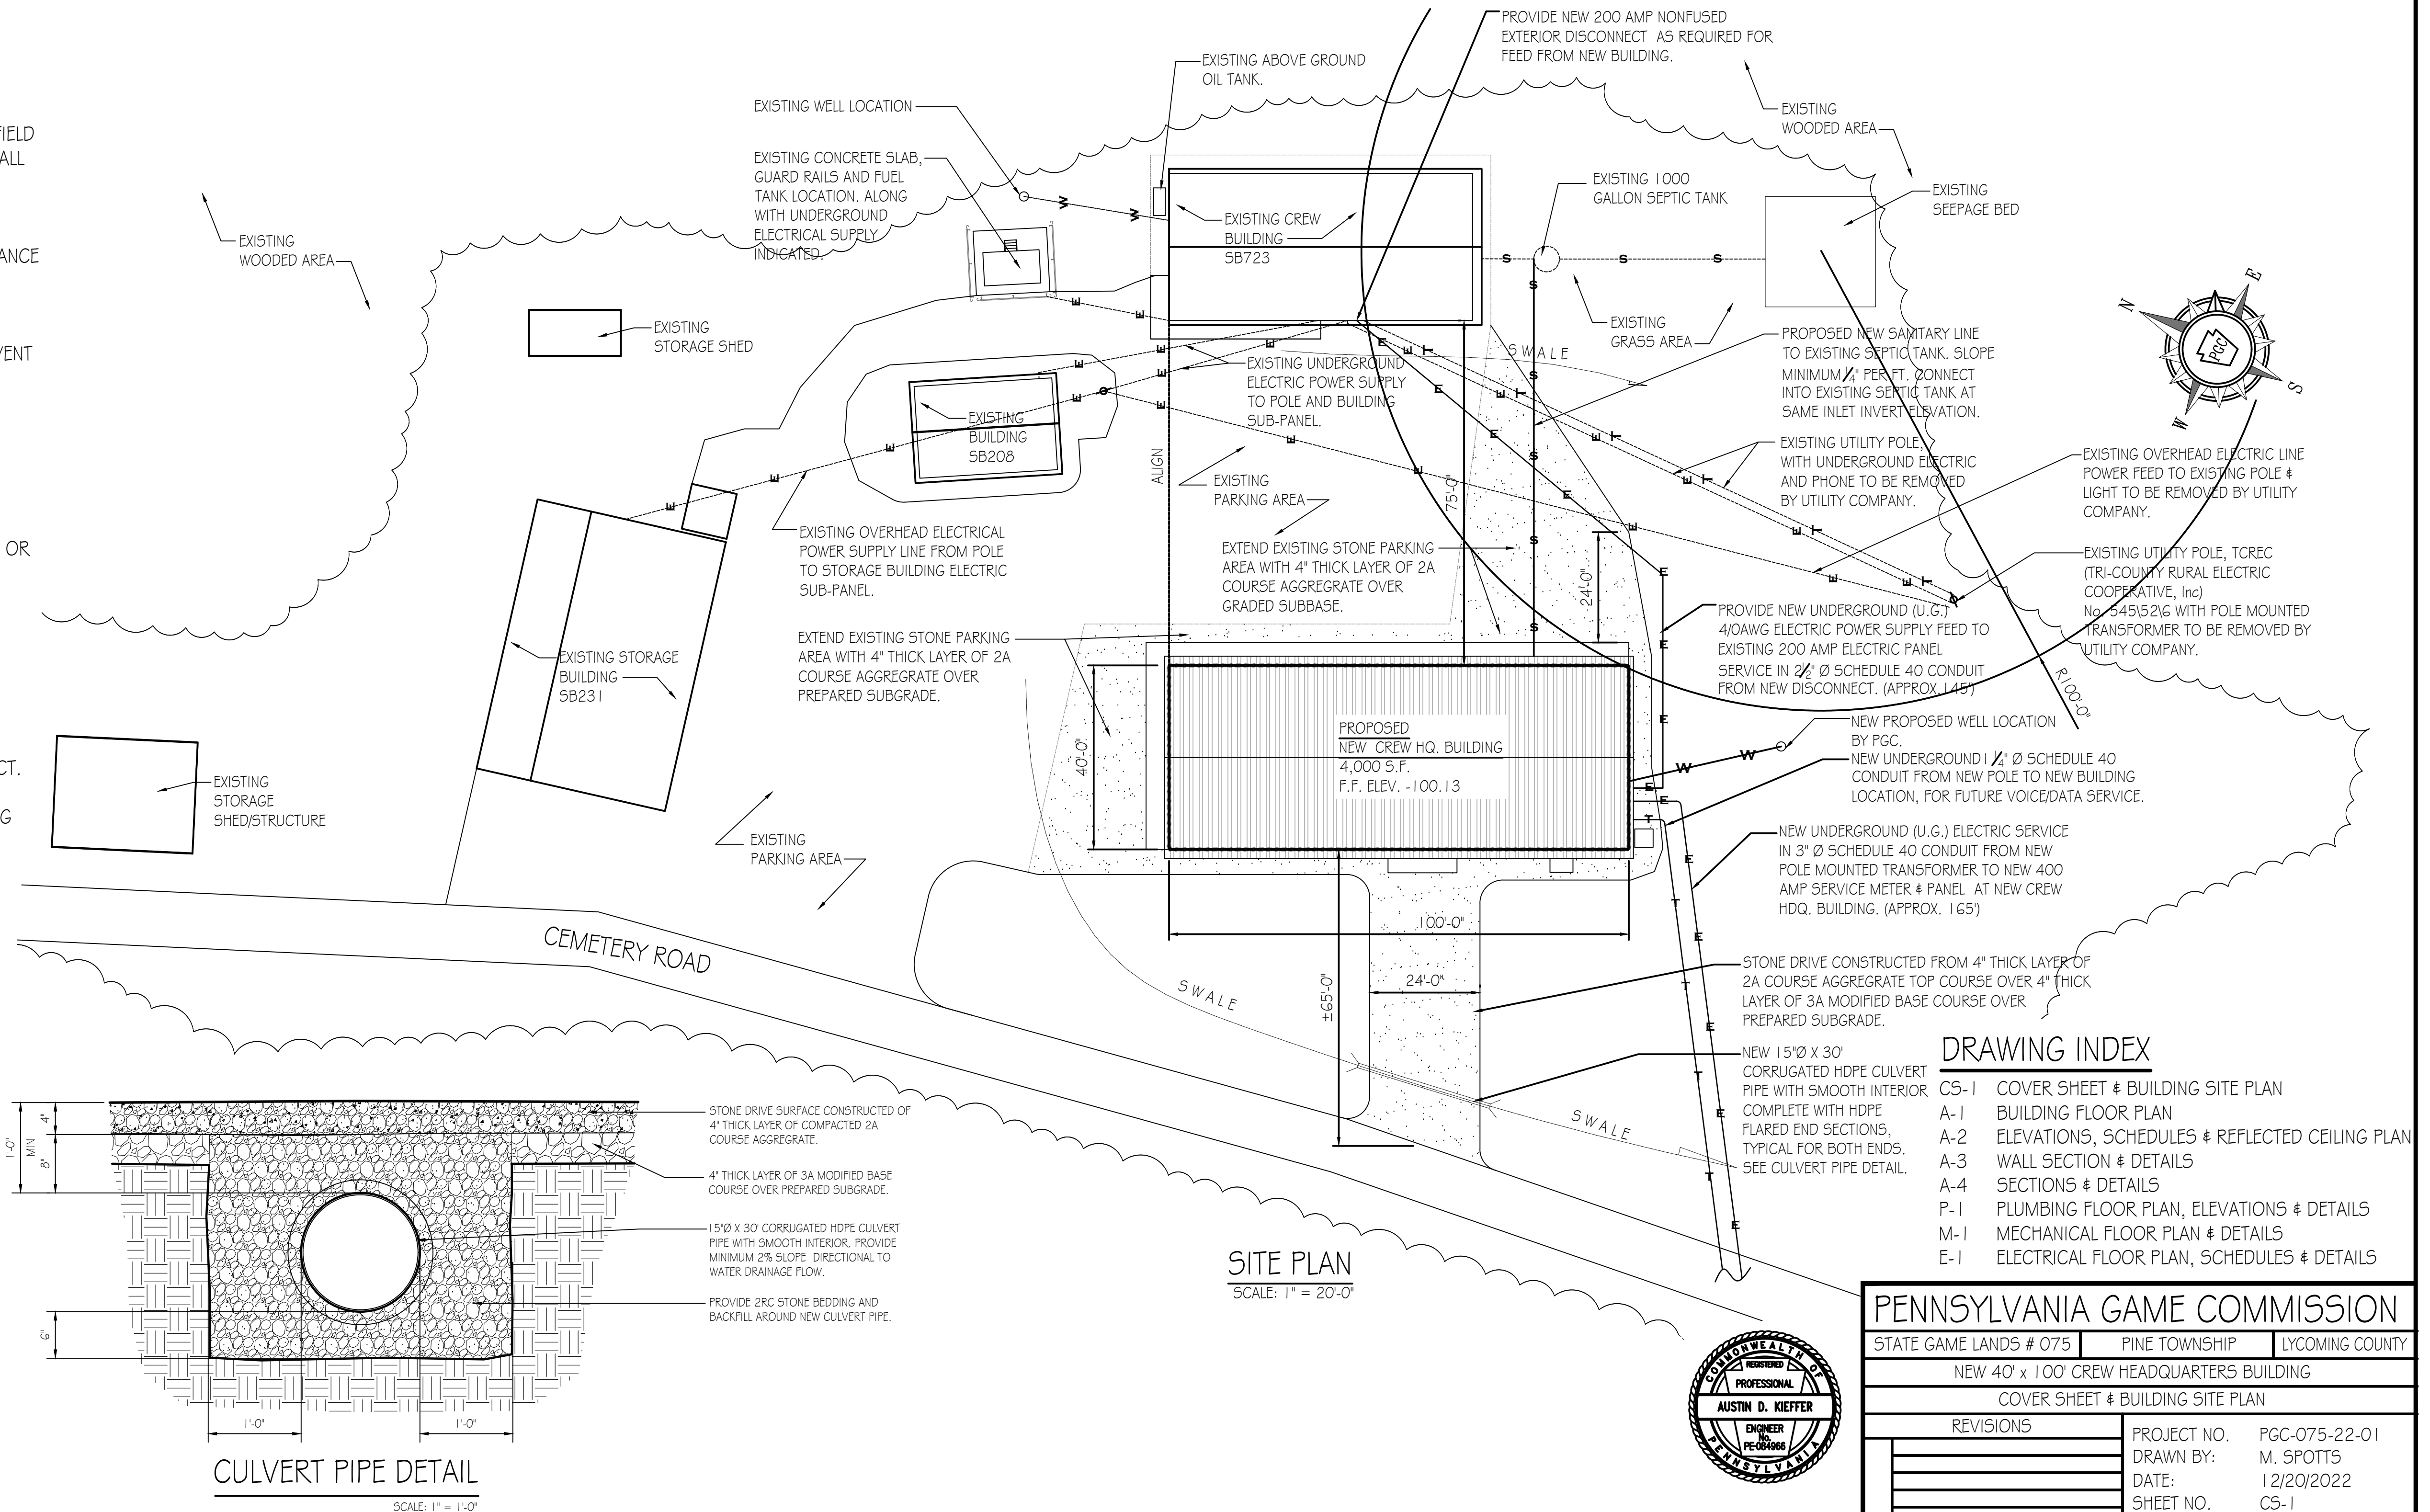 FIELD
ALL
ANCE
VENT
OR
CT.
G
PROVIDE NEW 200 AMP NONFUSED
EXTERIOR DISCONNECT AS REQUIRED FOR
FEED FROM NEW BUILDING.
EXISTING ABOVE GROUND
OIL TANK.
EXISTING WELL LOCATION
EXISTING CONCRETE SLAB,
GUARD RAILS AND FUEL
TANK LOCATION. ALONG
WITH UNDERGROUND
ELECTRICAL SUPPLY
INDICATED.
EXISTING
WOODED AREA
EXISTING
WOODED AREA
EXISTING 1000
GALLON SEPTIC TANK
EXISTING
SEEPAGE BED
EXISTING CREW
BUILDING
SB723
EXISTING
STORAGE SHED
EXISTING
GRASS AREA
SWALE
N
E
S
W
PGC
PROPOSED NEW SANITARY LINE
TO EXISTING SEPTIC TANK. SLOPE
MINIMUM 1/4" PER FT. CONNECT
INTO EXISTING SEPTIC TANK AT
SAME INLET INVERT ELEVATION.
EXISTING UNDERGROUND
ELECTRIC POWER SUPPLY
TO POLE AND BUILDING
SUB-PANEL.
EXISTING
BUILDING
SB208
ALIGN
EXISTING
PARKING AREA
75'-0"
EXISTING UTILITY POLE,
WITH UNDERGROUND ELECTRIC
AND PHONE TO BE REMOVED
BY UTILITY COMPANY.
EXISTING OVERHEAD ELECTRIC LINE
POWER FEED TO EXISTING POLE &
LIGHT TO BE REMOVED BY UTILITY
COMPANY.
EXISTING OVERHEAD ELECTRICAL
POWER SUPPLY LINE FROM POLE
TO STORAGE BUILDING ELECTRIC
SUB-PANEL.
EXTEND EXISTING STONE PARKING
AREA WITH 4" THICK LAYER OF 2A
COURSE AGGREGRATE OVER
GRADED SUBBASE.
24'-0"
EXISTING UTILITY POLE, TCREC
(TRI-COUNTY RURAL ELECTRIC
COOPERATIVE, Inc)
No. 545\52\6 WITH POLE MOUNTED
TRANSFORMER TO BE REMOVED BY
UTILITY COMPANY.
PROVIDE NEW UNDERGROUND (U.G.)
4/0AWG ELECTRIC POWER SUPPLY FEED TO
EXISTING 200 AMP ELECTRIC PANEL
SERVICE IN 2 1/2" Ø SCHEDULE 40 CONDUIT
FROM NEW DISCONNECT. (APPROX.145')
R100'-0"
EXTEND EXISTING STONE PARKING
AREA WITH 4" THICK LAYER OF 2A
COURSE AGGREGRATE OVER
PREPARED SUBGRADE.
EXISTING STORAGE
BUILDING
SB231
40'-0"
PROPOSED
NEW CREW HQ. BUILDING
4,000 S.F.
F.F. ELEV. -100.13
NEW PROPOSED WELL LOCATION
BY PGC.
NEW UNDERGROUND 1 1/4" Ø SCHEDULE 40
CONDUIT FROM NEW POLE TO NEW BUILDING
LOCATION, FOR FUTURE VOICE/DATA SERVICE.
EXISTING
STORAGE
SHED/STRUCTURE
EXISTING
PARKING AREA
NEW UNDERGROUND (U.G.) ELECTRIC SERVICE
IN 3" Ø SCHEDULE 40 CONDUIT FROM NEW
POLE MOUNTED TRANSFORMER TO NEW 400
AMP SERVICE METER & PANEL AT NEW CREW
HDQ. BUILDING. (APPROX. 165')
100'-0"
CEMETERY ROAD
SWALE
±65'-0"
24'-0"
STONE DRIVE CONSTRUCTED FROM 4" THICK LAYER OF
2A COURSE AGGREGRATE TOP COURSE OVER 4" THICK
LAYER OF 3A MODIFIED BASE COURSE OVER
PREPARED SUBGRADE.
NEW 15"Ø X 30'
CORRUGATED HDPE CULVERT
PIPE WITH SMOOTH INTERIOR
COMPLETE WITH HDPE
FLARED END SECTIONS,
TYPICAL FOR BOTH ENDS.
SEE CULVERT PIPE DETAIL.
SWALE
DRAWING INDEX
CS-1 COVER SHEET & BUILDING SITE PLAN
A-1 BUILDING FLOOR PLAN
A-2 ELEVATIONS, SCHEDULES & REFLECTED CEILING PLAN
A-3 WALL SECTION & DETAILS
A-4 SECTIONS & DETAILS
P-1 PLUMBING FLOOR PLAN, ELEVATIONS & DETAILS
M-1 MECHANICAL FLOOR PLAN & DETAILS
E-1 ELECTRICAL FLOOR PLAN, SCHEDULES & DETAILS
1'-0"
MIN
4"
8"
6"
STONE DRIVE SURFACE CONSTRUCTED OF
4" THICK LAYER OF COMPACTED 2A
COURSE AGGREGRATE.
4" THICK LAYER OF 3A MODIFIED BASE
COURSE OVER PREPARED SUBGRADE.
15"Ø X 30' CORRUGATED HDPE CULVERT
PIPE WITH SMOOTH INTERIOR, PROVIDE
MINIMUM 2% SLOPE DIRECTIONAL TO
WATER DRAINAGE FLOW.
PROVIDE 2RC STONE BEDDING AND
BACKFILL AROUND NEW CULVERT PIPE.
1'-0"
1'-0"
CULVERT PIPE DETAIL
SCALE: 1" = 1'-0"
SITE PLAN
SCALE: 1" = 20'-0"
COMMONWEALTH OF
REGISTERED
PROFESSIONAL
AUSTIN D. KIEFFER
ENGINEER
No.
PE-084966
PENNSYLVANIA
PENNSYLVANIA GAME COMMISSION
STATE GAME LANDS # 075 PINE TOWNSHIP LYCOMING COUNTY
NEW 40' x 100' CREW HEADQUARTERS BUILDING
COVER SHEET & BUILDING SITE PLAN
REVISIONS
PROJECT NO. PGC-075-22-01
DRAWN BY: M. SPOTTS
DATE: 12/20/2022
SHEET NO. CS-1